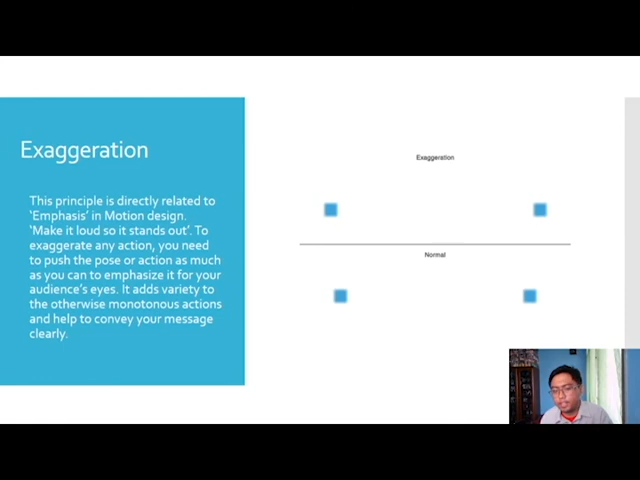 Exaggeration
This principle is directly related to
‘Emphasis’ in Motion design.
‘Make it loud so it stands out’. To
exaggerate any action, you need
to push the pose or action as much
as you can to emphasize it for your
audience’s eyes. It adds variety to
the otherwise monotonous actions
and help to convey your message
clearly.
Exaggeration
Normal